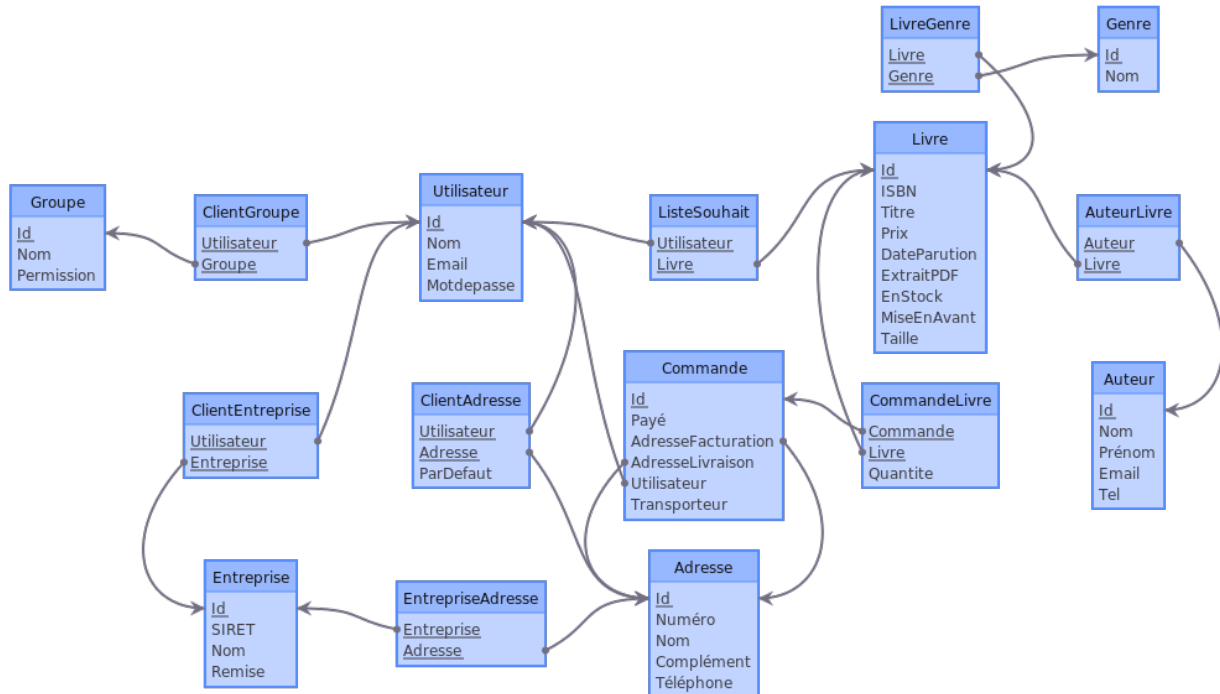 LivreGenre
Livre
Genre
Genre
Id
Nom
Livre
Id
ISBN
Titre
Prix
DateParution
ExtraitPDF
EnStock
MiseEnAvant
Taille
Groupe
Id
Nom
Permission
ClientGroupe
Utilisateur
Groupe
Utilisateur
Id
Nom
Email
Motdepasse
ListeSouhait
Utilisateur
Livre
AuteurLivre
Auteur
Livre
ClientEntreprise
Utilisateur
Entreprise
ClientAdresse
Utilisateur
Adresse
ParDefaut
Commande
Id
Payé
AdresseFacturation
AdresseLivraison
Utilisateur
Transporteur
CommandeLivre
Commande
Livre
Quantite
Auteur
Id
Nom
Prénom
Email
Tel
Entreprise
Id
SIRET
Nom
Remise
EntrepriseAdresse
Entreprise
Adresse
Adresse
Id
Numéro
Nom
Complément
Téléphone